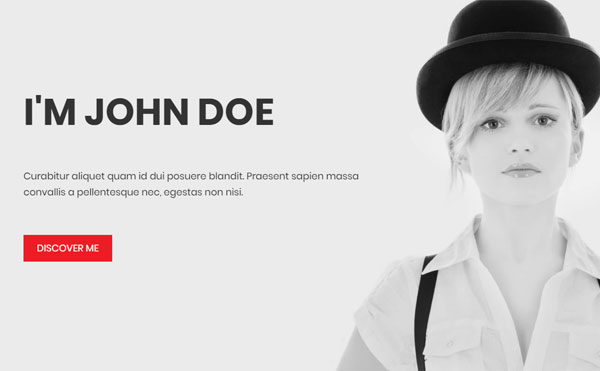 I'M JOHN DOE
Curabitur aliquet quam id dui posuere blandit. Praesent sapien massa
convallis a pellentesque nec, egestas non nisi.
DISCOVER ME